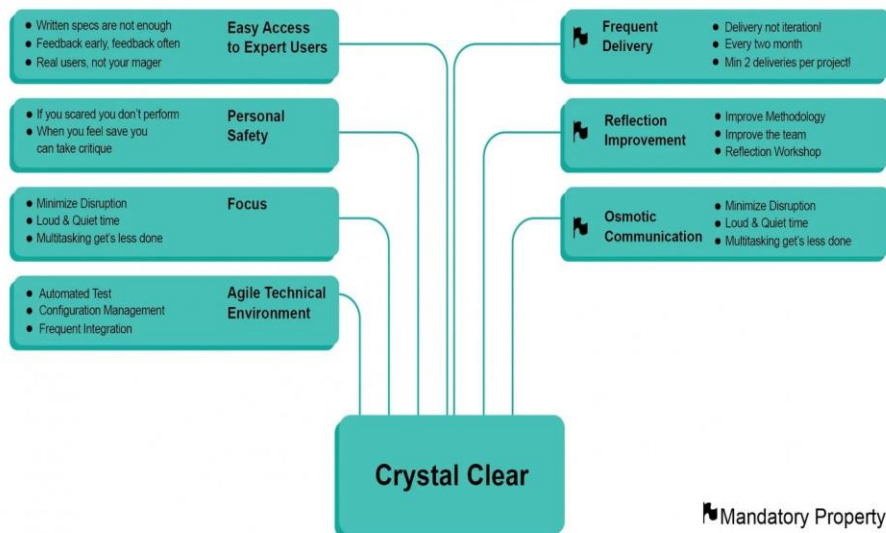 Written specs are not enough
Feedback early, feedback often
Real users, not your mager
Easy Access
to Expert Users
If you scared you don't perform
When you feel save you
can take critique
Personal
Safety
Minimize Disruption
Loud & Quiet time
Multitasking get's less done
Focus
Automated Test
Configuration Management
Frequent Integration
Agile Technical
Environment
Frequent
Delivery
Delivery not iteration!
Every two month
Min 2 deliveries per project!
Reflection
Improvement
Improve Methodology
Improve the team
Reflection Workshop
Osmotic
Communication
Minimize Disruption
Loud & Quiet time
Multitasking get's less done
Crystal Clear
Mandatory Property